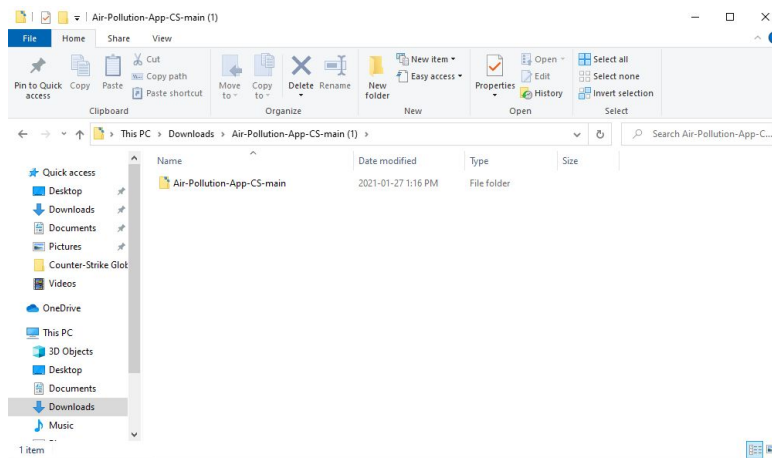 Air-Pollution-App-CS-main (1)
File Home Share View
Pin to Quick access
Copy
Paste
Cut
Copy path
Paste shortcut
Clipboard
Move to
Copy to
Delete
Rename
Organize
New folder
New item
Easy access
New
Properties
Open
Edit
History
Open
Select all
Select none
Invert selection
Select
This PC > Downloads > Air-Pollution-App-CS-main (1) >
Search Air-Pollution-App-C...
Name Date modified Type Size
Air-Pollution-App-CS-main 2021-01-27 1:16 PM File folder
Quick access
Desktop
Downloads
Documents
Pictures
Counter-Strike Glob
Videos
OneDrive
This PC
3D Objects
Desktop
Documents
Downloads
Music
1 item